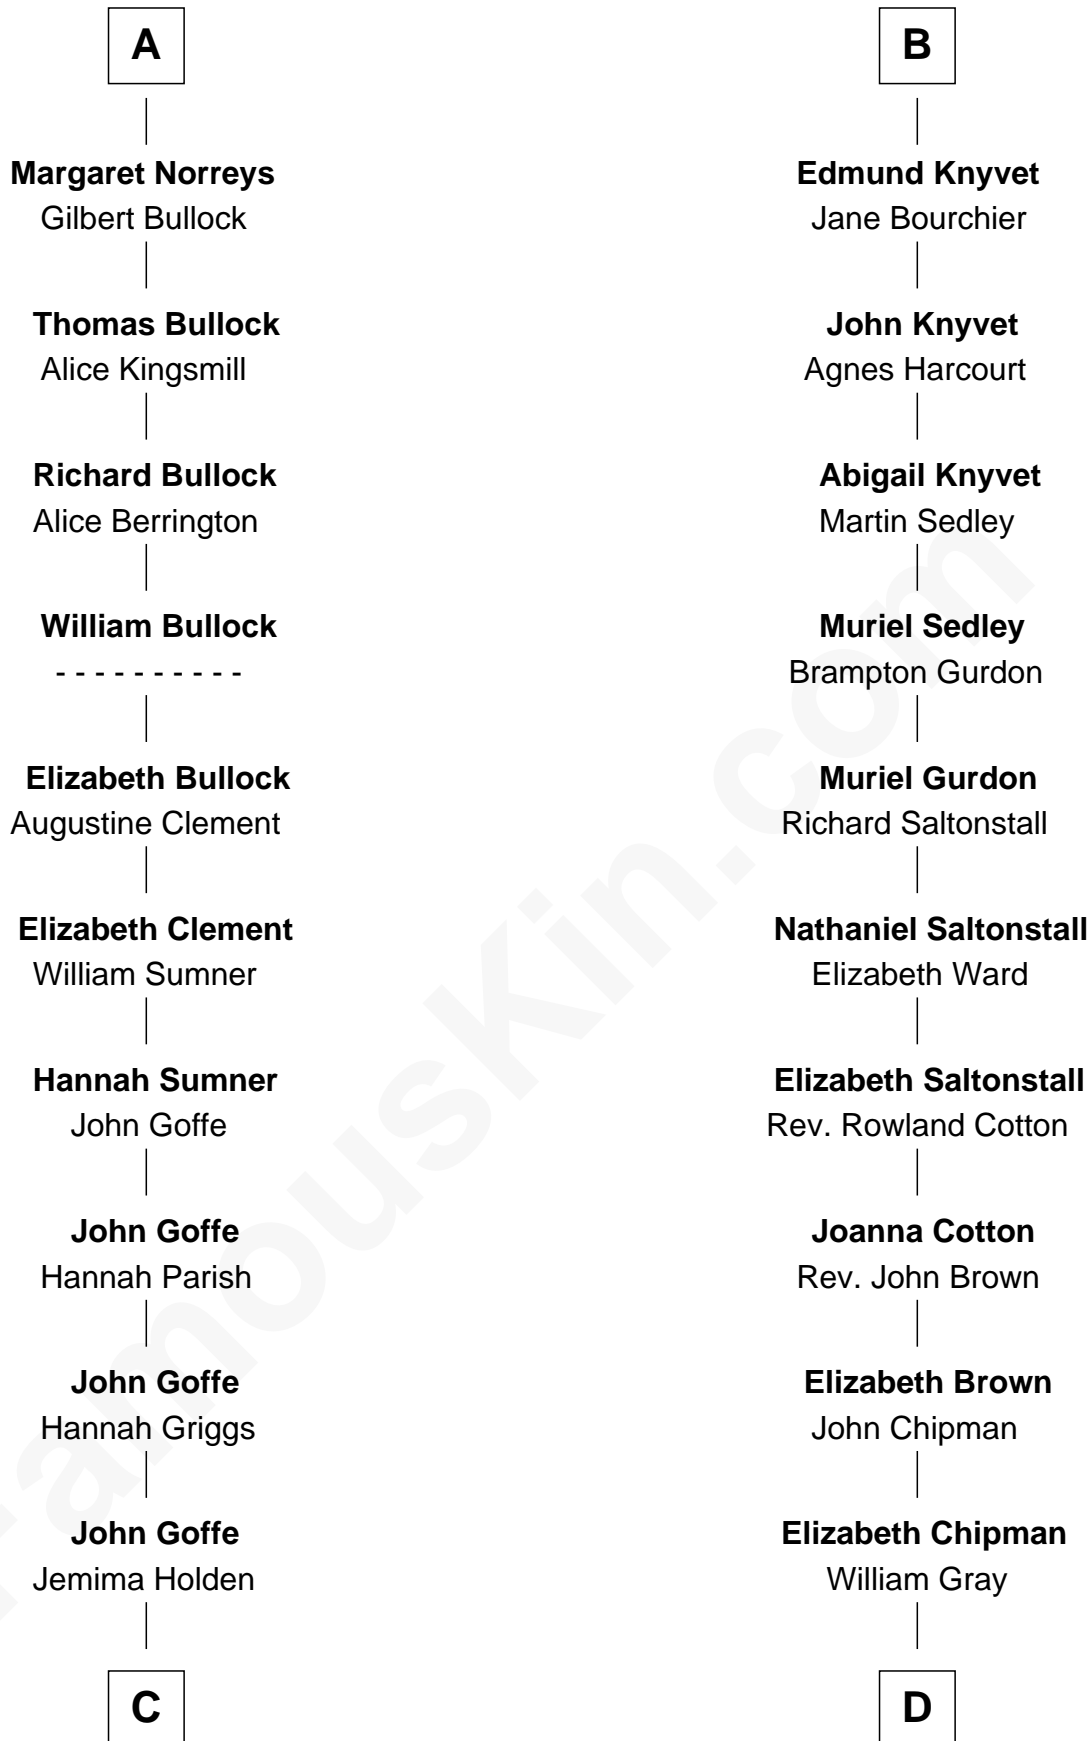 A
Margaret Norreys
Gilbert Bullock
Thomas Bullock
Alice Kingsmill
Richard Bullock
Alice Berrington
William Bullock
- - - - - - - - - -
Elizabeth Bullock
Augustine Clement
Elizabeth Clement
William Sumner
Hannah Sumner
John Goffe
John Goffe
Hannah Parish
John Goffe
Hannah Griggs
John Goffe
Jemima Holden
C
B
Edmund Knyvet
Jane Bourchier
John Knyvet
Agnes Harcourt
Abigail Knyvet
Martin Sedley
Muriel Sedley
Brampton Gurdon
Muriel Gurdon
Richard Saltonstall
Nathaniel Saltonstall
Elizabeth Ward
Elizabeth Saltonstall
Rev. Rowland Cotton
Joanna Cotton
Rev. John Brown
Elizabeth Brown
John Chipman
Elizabeth Chipman
William Gray
D
FamousKin.com